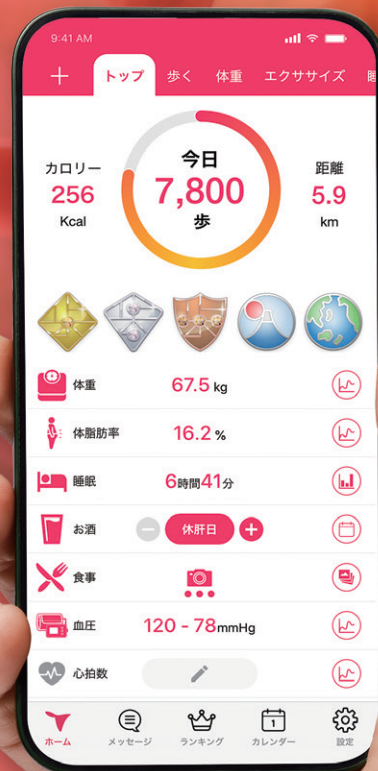 9:41 AM
+ トップ 歩く 体重 エクササイズ
カロリー
256
Kcal
今日
7,800
歩
距離
5.9
km
体重 67.5 kg
体脂肪率 16.2 %
睡眠 6時間41分
お酒 − 休肝日 +
食事
血圧 120 - 78mmHg
心拍数
ホーム メッセージ ランキング 1 カレンダー 設定